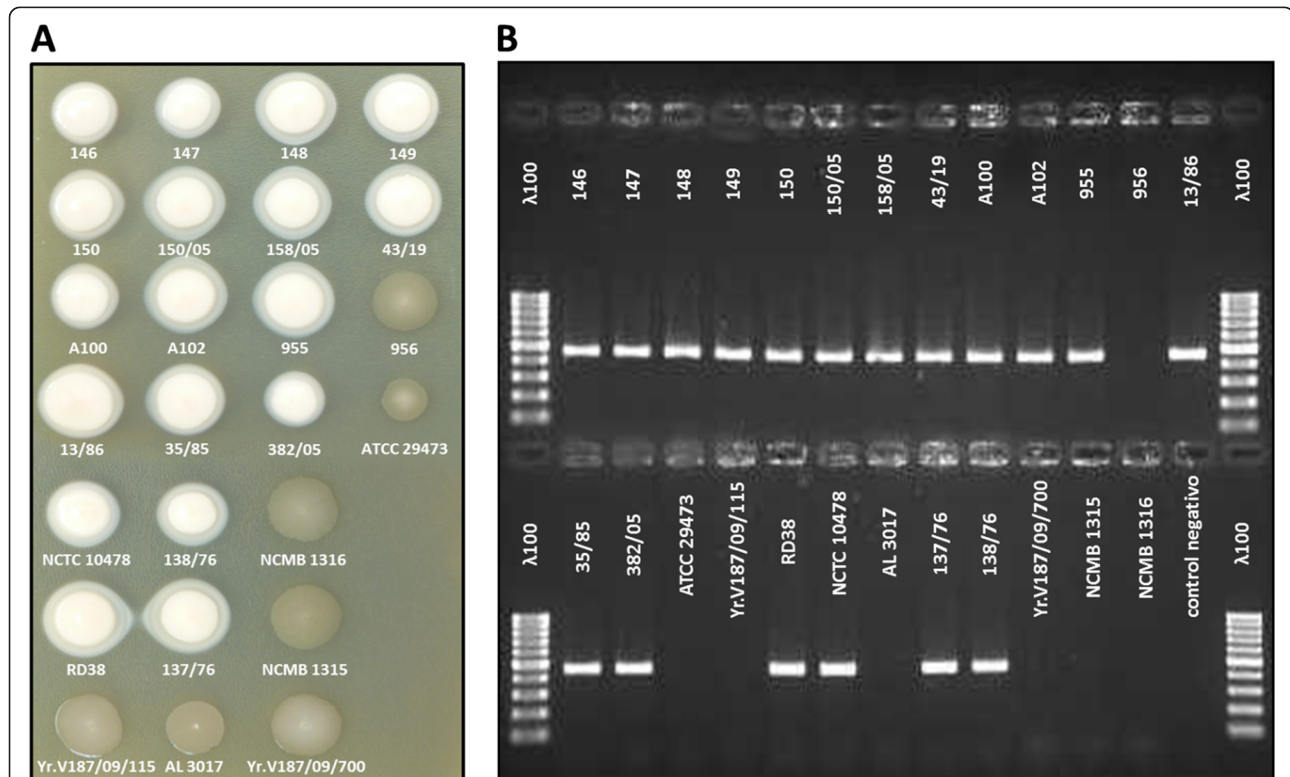 A
146 147 148 149
150 150/05 158/05 43/19
A100 A102 955 956
13/86 35/85 382/05 ATCC 29473
NCTC 10478 138/76 NCMB 1316
RD38 137/76 NCMB 1315
Yr.V187/09/115 AL 3017 Yr.V187/09/700
B
λ100
146
147
148
149
150
150/05
158/05
43/19
A100
A102
955
956
13/86
λ100
λ100
35/85
382/05
ATCC 29473
Yr.V187/09/115
RD38
NCTC 10478
AL 3017
137/76
138/76
Yr.V187/09/700
NCMB 1315
NCMB 1316
control negativo
λ100